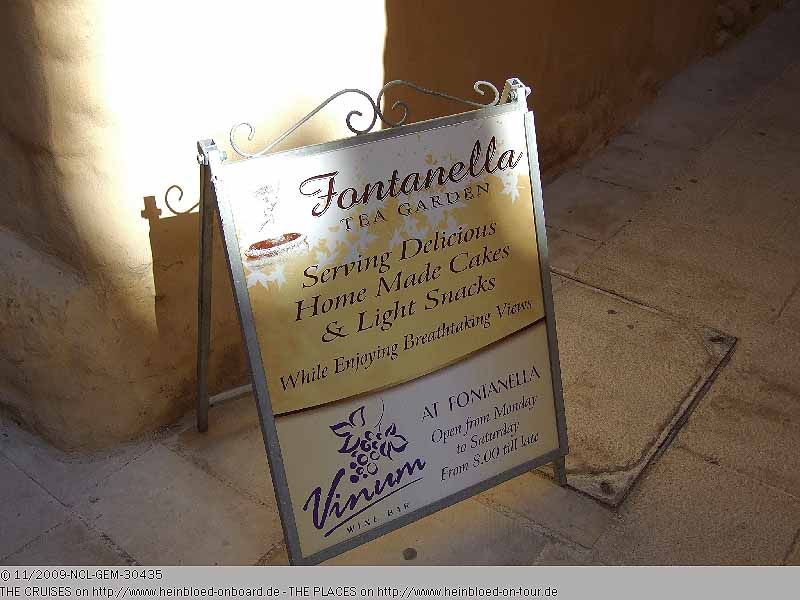 Fontanella
TEA GARDEN
Serving Delicious
Home Made Cakes
& Light Snacks
While Enjoying Breathtaking Views
AT FONTANELLA
Open from Monday
to Saturday
From 8.00 till late
Vinum
WINE BAR
© 11/2009-NCL-GEM-30435
THE CRUISES on http://www.heinbloed-onboard.de - THE PLACES on http://www.heinbloed-on-tour.de